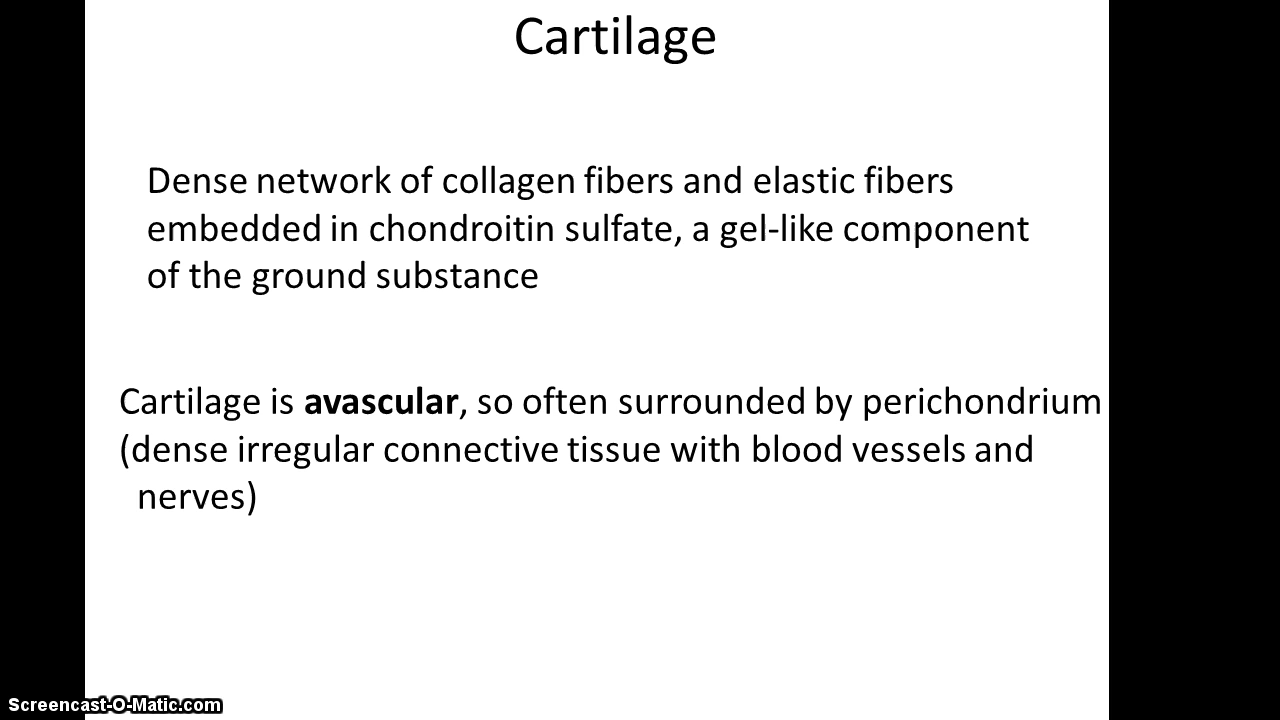 Cartilage
Dense network of collagen fibers and elastic fibers
embedded in chondroitin sulfate, a gel-like component
of the ground substance
Cartilage is avascular, so often surrounded by perichondrium
(dense irregular connective tissue with blood vessels and
nerves)
Screencast-O-Matic.com